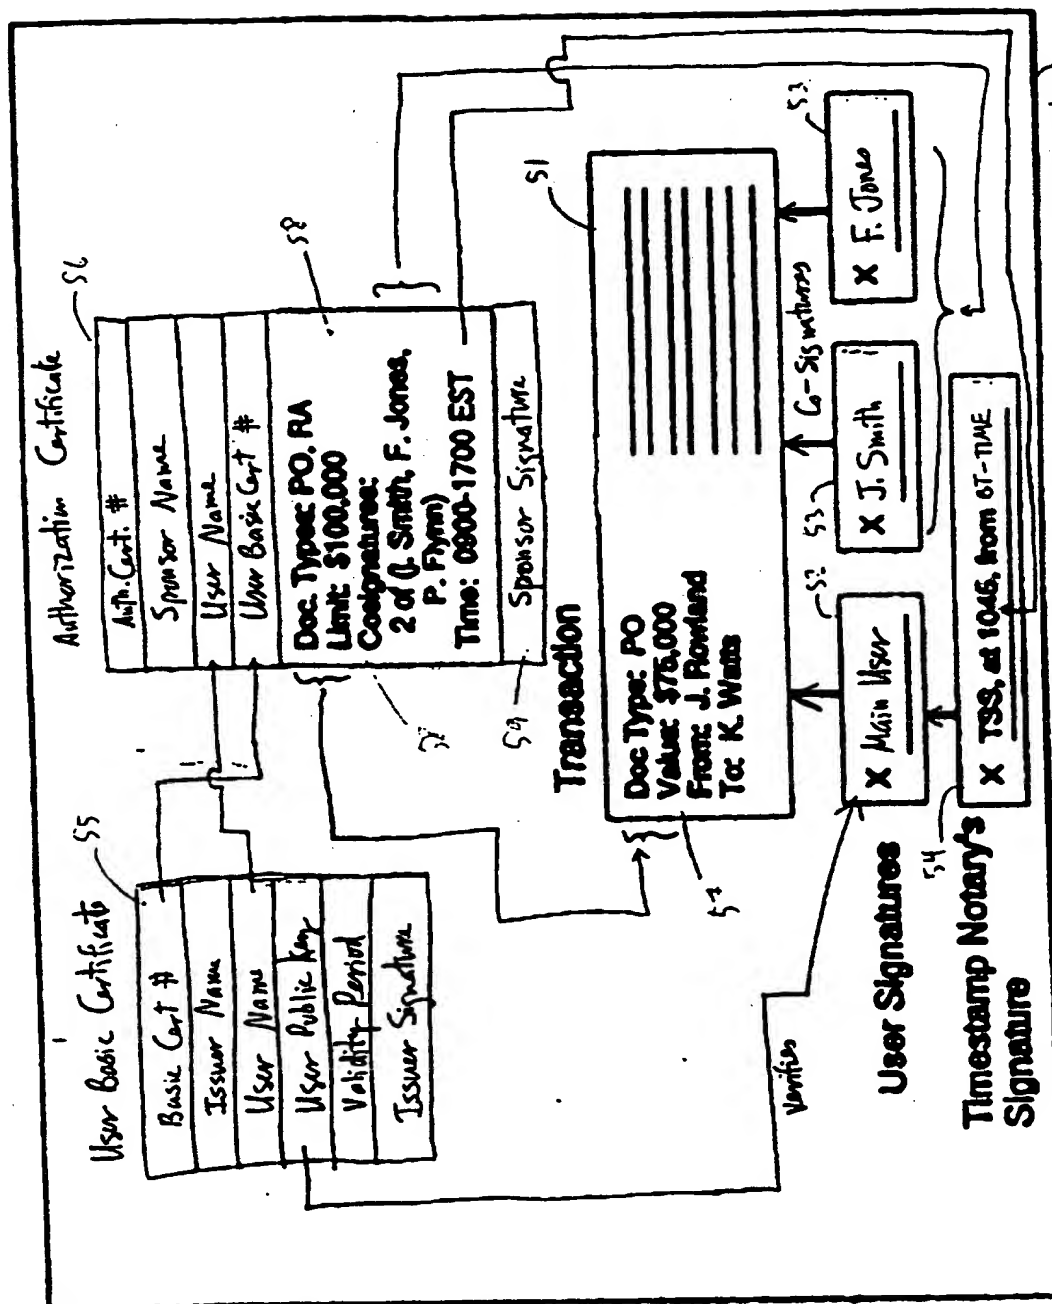 User Basic Certificate
55
Basic Cert #
Issuer Name
User Name
User Public Key
Validity Period
Issuer Signature
Authorization Certificate
56
Auth. Cert. #
Sponsor Name
User Name
User Basic Cert #
58
Doc. Types: PO, RA
Limit: $100,000
Cosignatures:
2 of (J. Smith, F. Jones,
P. Flynn)
Time: 0900-1700 EST
Sponsor Signature
59
Transaction
51
Doc Type: PO
Value: $75,000
From: J. Rowland
To: K. Watts
Verifies
Co-Signatures
User Signatures
52
X Main User
53
X J. Smith
53
X F. Jones
Timestamp Notary's
Signature
54
X TSS, at 1046, from BT-TIME